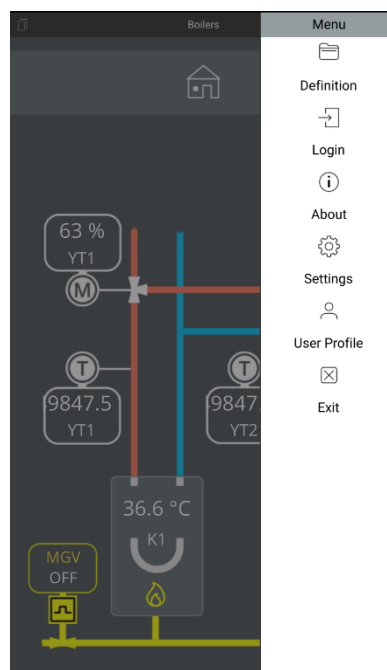 Boilers
Menu
Definition
Login
About
Settings
User Profile
Exit
63 %
YT1
M
T
T
9847.5
YT1
9847.
YT2
36.6 °C
K1
MGV
OFF